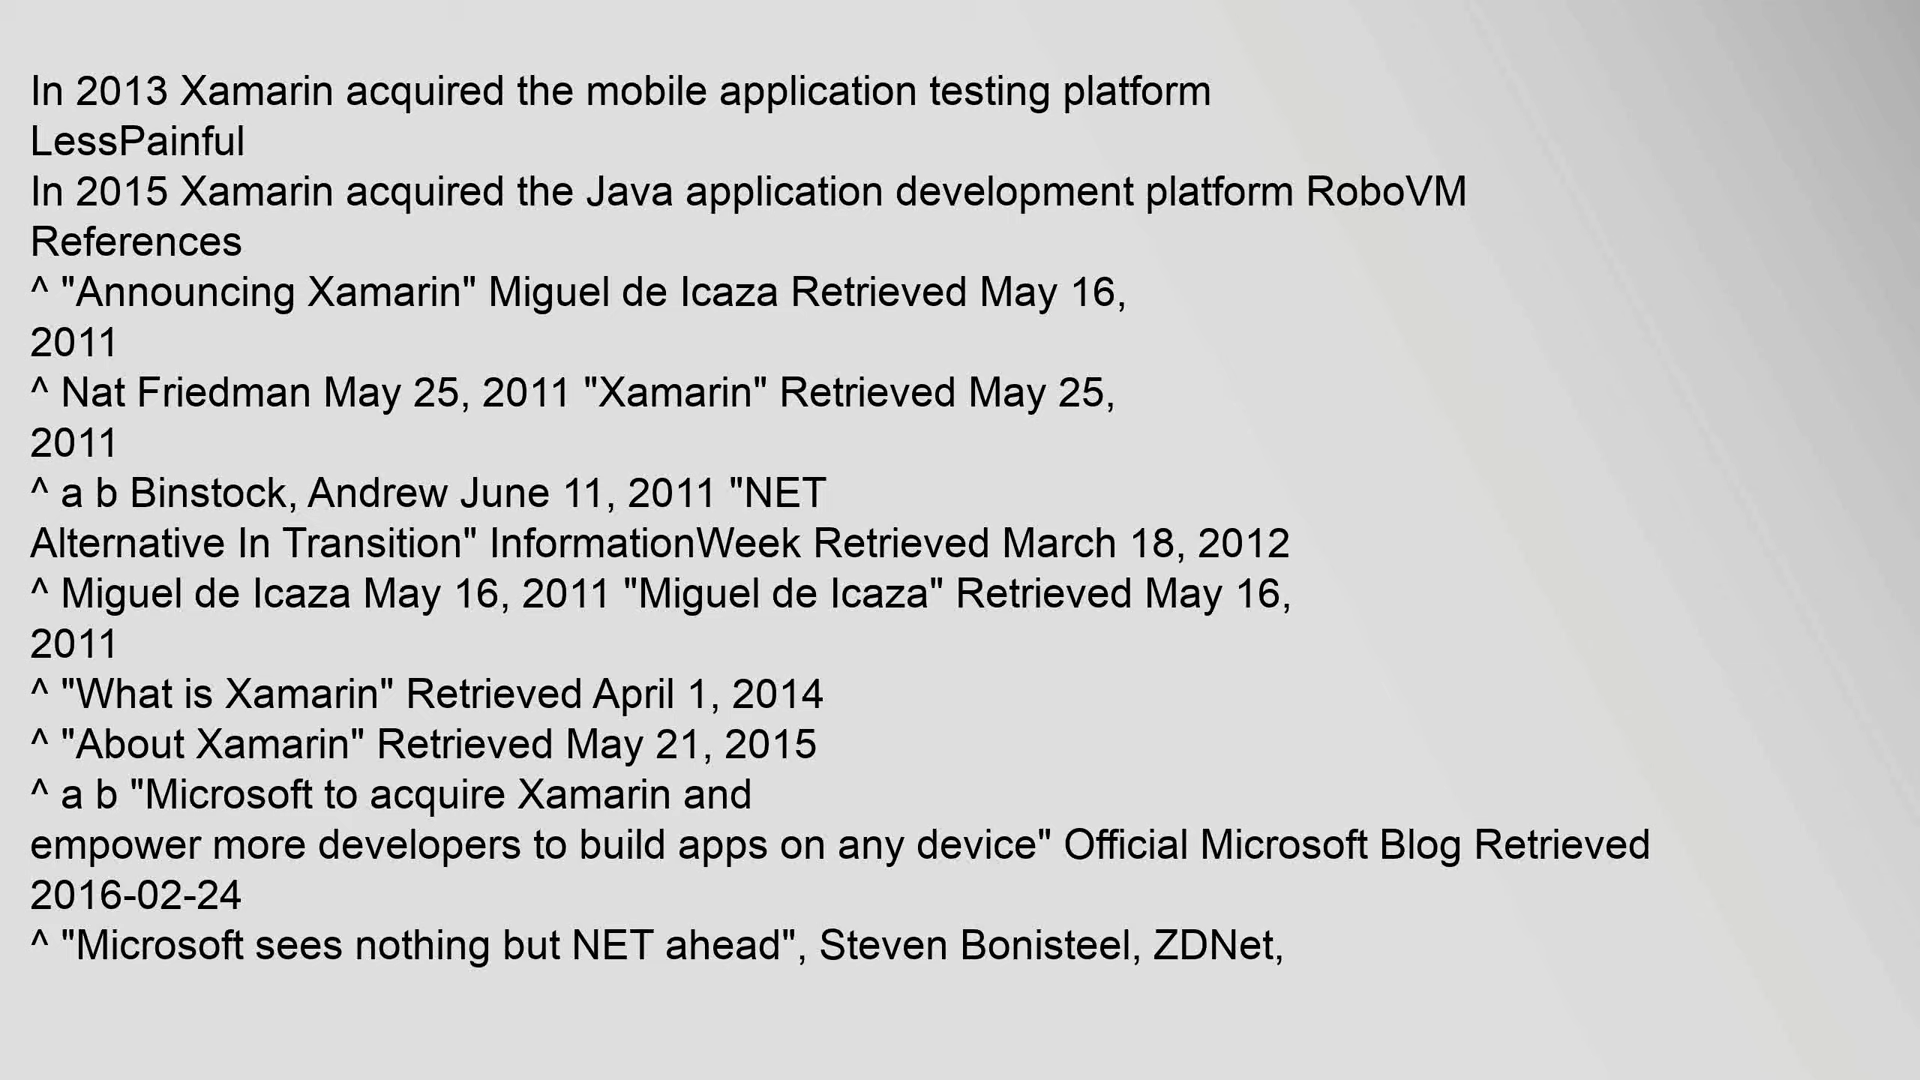 In 2013 Xamarin acquired the mobile application testing platform
LessPainful
In 2015 Xamarin acquired the Java application development platform RoboVM
References
^ "Announcing Xamarin" Miguel de Icaza Retrieved May 16,
2011
^ Nat Friedman May 25, 2011 "Xamarin" Retrieved May 25,
2011
^ a b Binstock, Andrew June 11, 2011 "NET
Alternative In Transition" InformationWeek Retrieved March 18, 2012
^ Miguel de Icaza May 16, 2011 "Miguel de Icaza" Retrieved May 16,
2011
^ "What is Xamarin" Retrieved April 1, 2014
^ "About Xamarin" Retrieved May 21, 2015
^ a b "Microsoft to acquire Xamarin and
empower more developers to build apps on any device" Official Microsoft Blog Retrieved
2016-02-24
^ "Microsoft sees nothing but NET ahead", Steven Bonisteel, ZDNet,